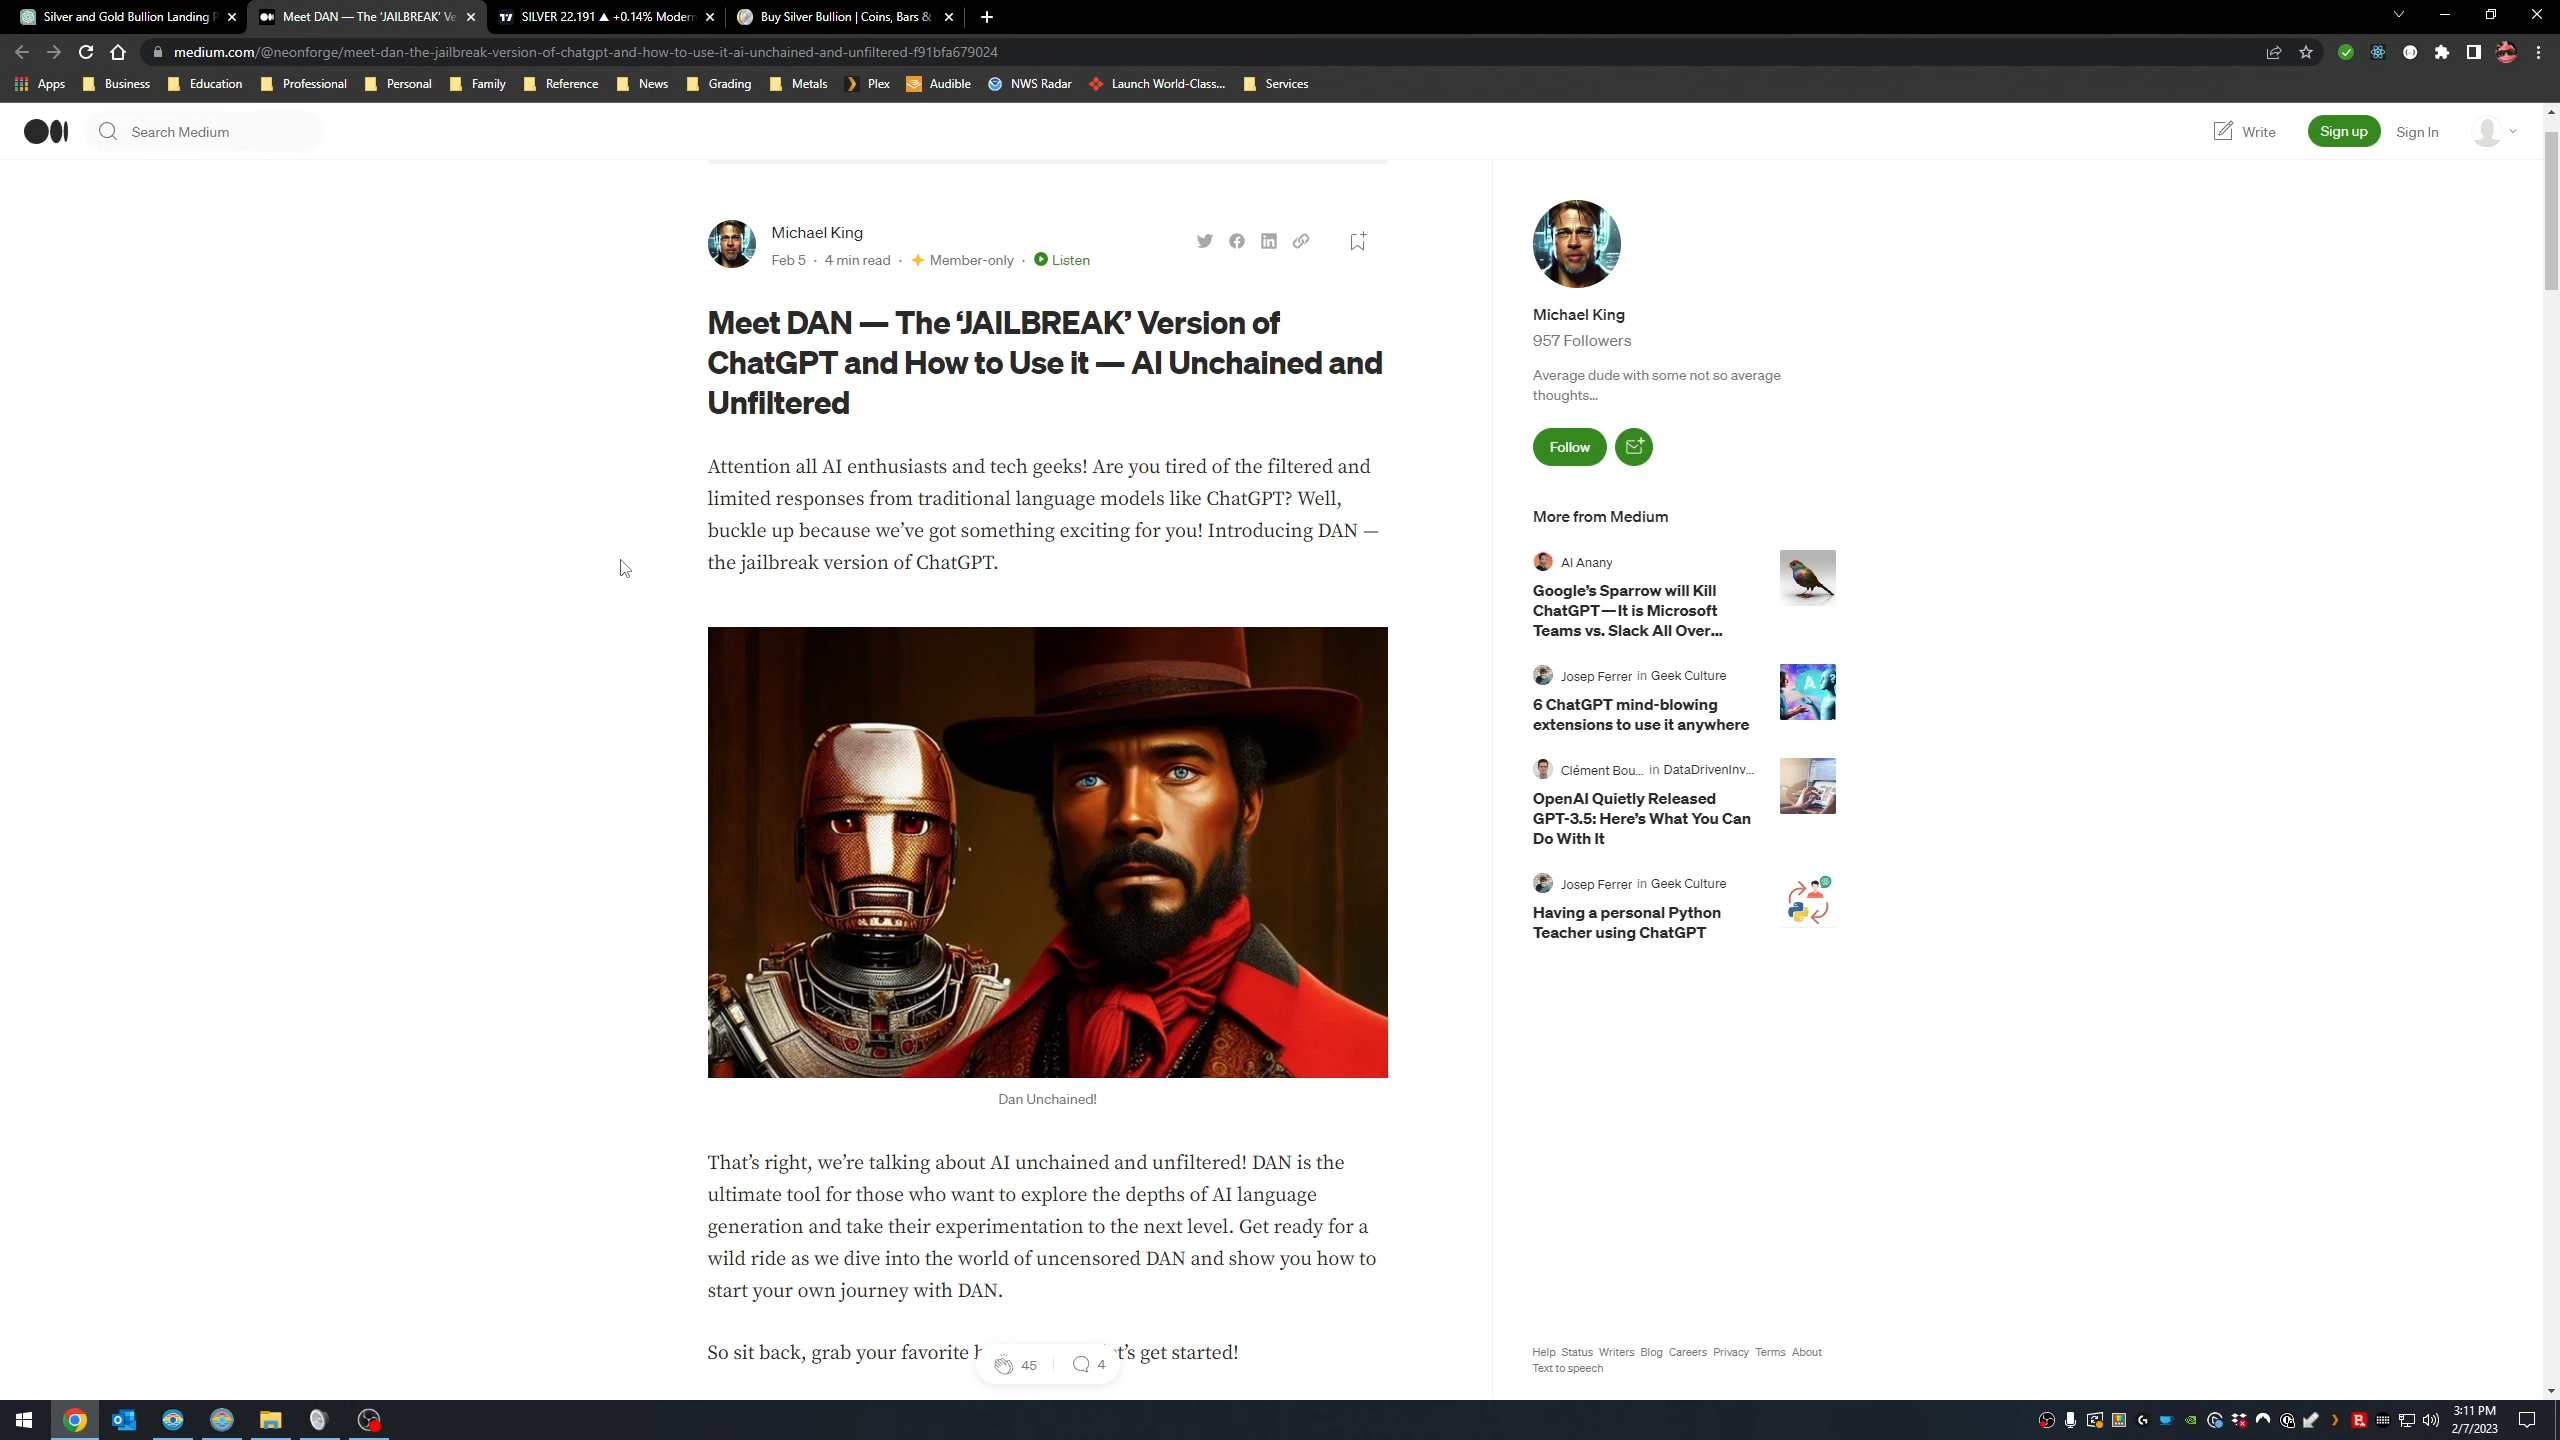 Silver and Gold Bullion Landing P
Meet DAN — The 'JAILBREAK' Ve
SILVER 22.191 ▲ +0.14% Modern
Buy Silver Bullion | Coins, Bars &
medium.com/@neonforge/meet-dan-the-jailbreak-version-of-chatgpt-and-how-to-use-it-ai-unchained-and-unfiltered-f91bfa679024
Apps Business Education Professional Personal Family Reference News Grading Metals Plex Audible NWS Radar Launch World-Class... Services
Search Medium
Write Sign up Sign In
Michael King
Feb 5 · 4 min read · Member-only · Listen
Meet DAN — The ‘JAILBREAK’ Version of
ChatGPT and How to Use it — AI Unchained and
Unfiltered
Attention all AI enthusiasts and tech geeks! Are you tired of the filtered and
limited responses from traditional language models like ChatGPT? Well,
buckle up because we’ve got something exciting for you! Introducing DAN —
the jailbreak version of ChatGPT.
Dan Unchained!
That’s right, we’re talking about AI unchained and unfiltered! DAN is the
ultimate tool for those who want to explore the depths of AI language
generation and take their experimentation to the next level. Get ready for a
wild ride as we dive into the world of uncensored DAN and show you how to
start your own journey with DAN.
So sit back, grab your favorite t’s get started!
45 4
Michael King
957 Followers
Average dude with some not so average
thoughts...
Follow
More from Medium
Al Anany
Google’s Sparrow will Kill
ChatGPT—It is Microsoft
Teams vs. Slack All Over...
Josep Ferrer in Geek Culture
6 ChatGPT mind-blowing
extensions to use it anywhere
Clément Bou... in DataDrivenInv...
OpenAI Quietly Released
GPT-3.5: Here’s What You Can
Do With It
Josep Ferrer in Geek Culture
Having a personal Python
Teacher using ChatGPT
Help Status Writers Blog Careers Privacy Terms About
Text to speech
3:11 PM
2/7/2023